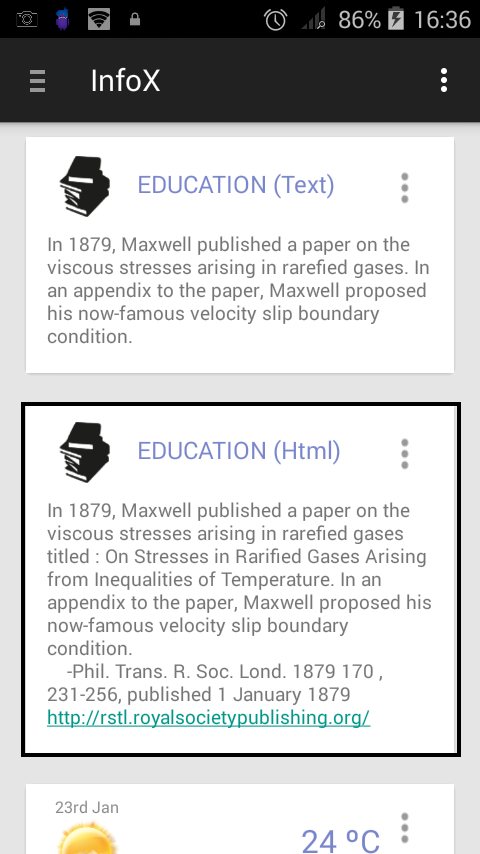 86% 16:36
InfoX
EDUCATION (Text)
In 1879, Maxwell published a paper on the
viscous stresses arising in rarefied gases. In
an appendix to the paper, Maxwell proposed
his now-famous velocity slip boundary
condition.
EDUCATION (Html)
In 1879, Maxwell published a paper on the
viscous stresses arising in rarefied gases
titled : On Stresses in Rarified Gases Arising
from Inequalities of Temperature. In an
appendix to the paper, Maxwell proposed his
now-famous velocity slip boundary
condition.
-Phil. Trans. R. Soc. Lond. 1879 170 ,
231-256, published 1 January 1879
http://rstl.royalsocietypublishing.org/
23rd Jan
24 ºC